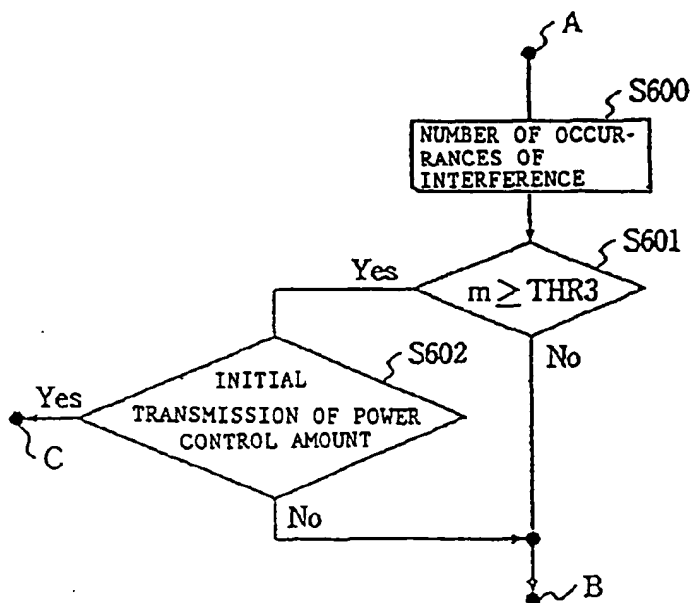 A
S600
NUMBER OF OCCUR-
RANCES OF
INTERFERENCE
S601
Yes
m ≥ THR3
S602
No
INITIAL
Yes
TRANSMISSION OF POWER
CONTROL AMOUNT
C
No
B